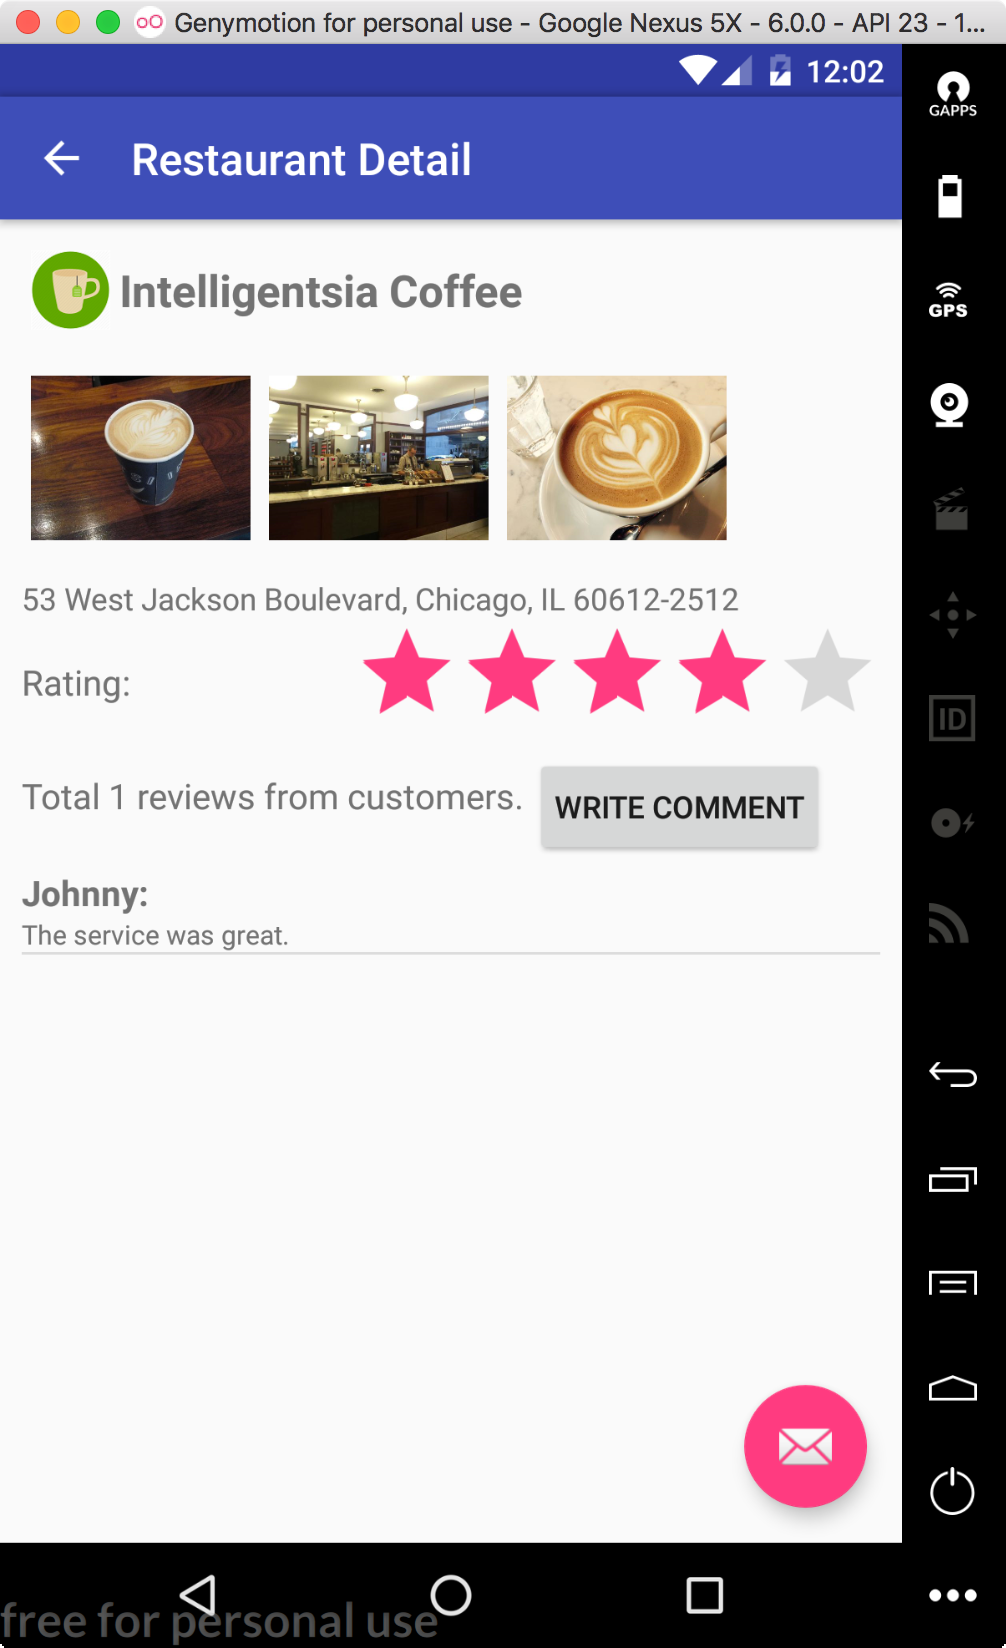 Genymotion for personal use - Google Nexus 5X - 6.0.0 - API 23 - 1...
12:02
GAPPS
Restaurant Detail
GPS
Intelligentsia Coffee
53 West Jackson Boulevard, Chicago, IL 60612-2512
Rating:
ID
Total 1 reviews from customers.
WRITE COMMENT
Johnny:
The service was great.
free for personal use